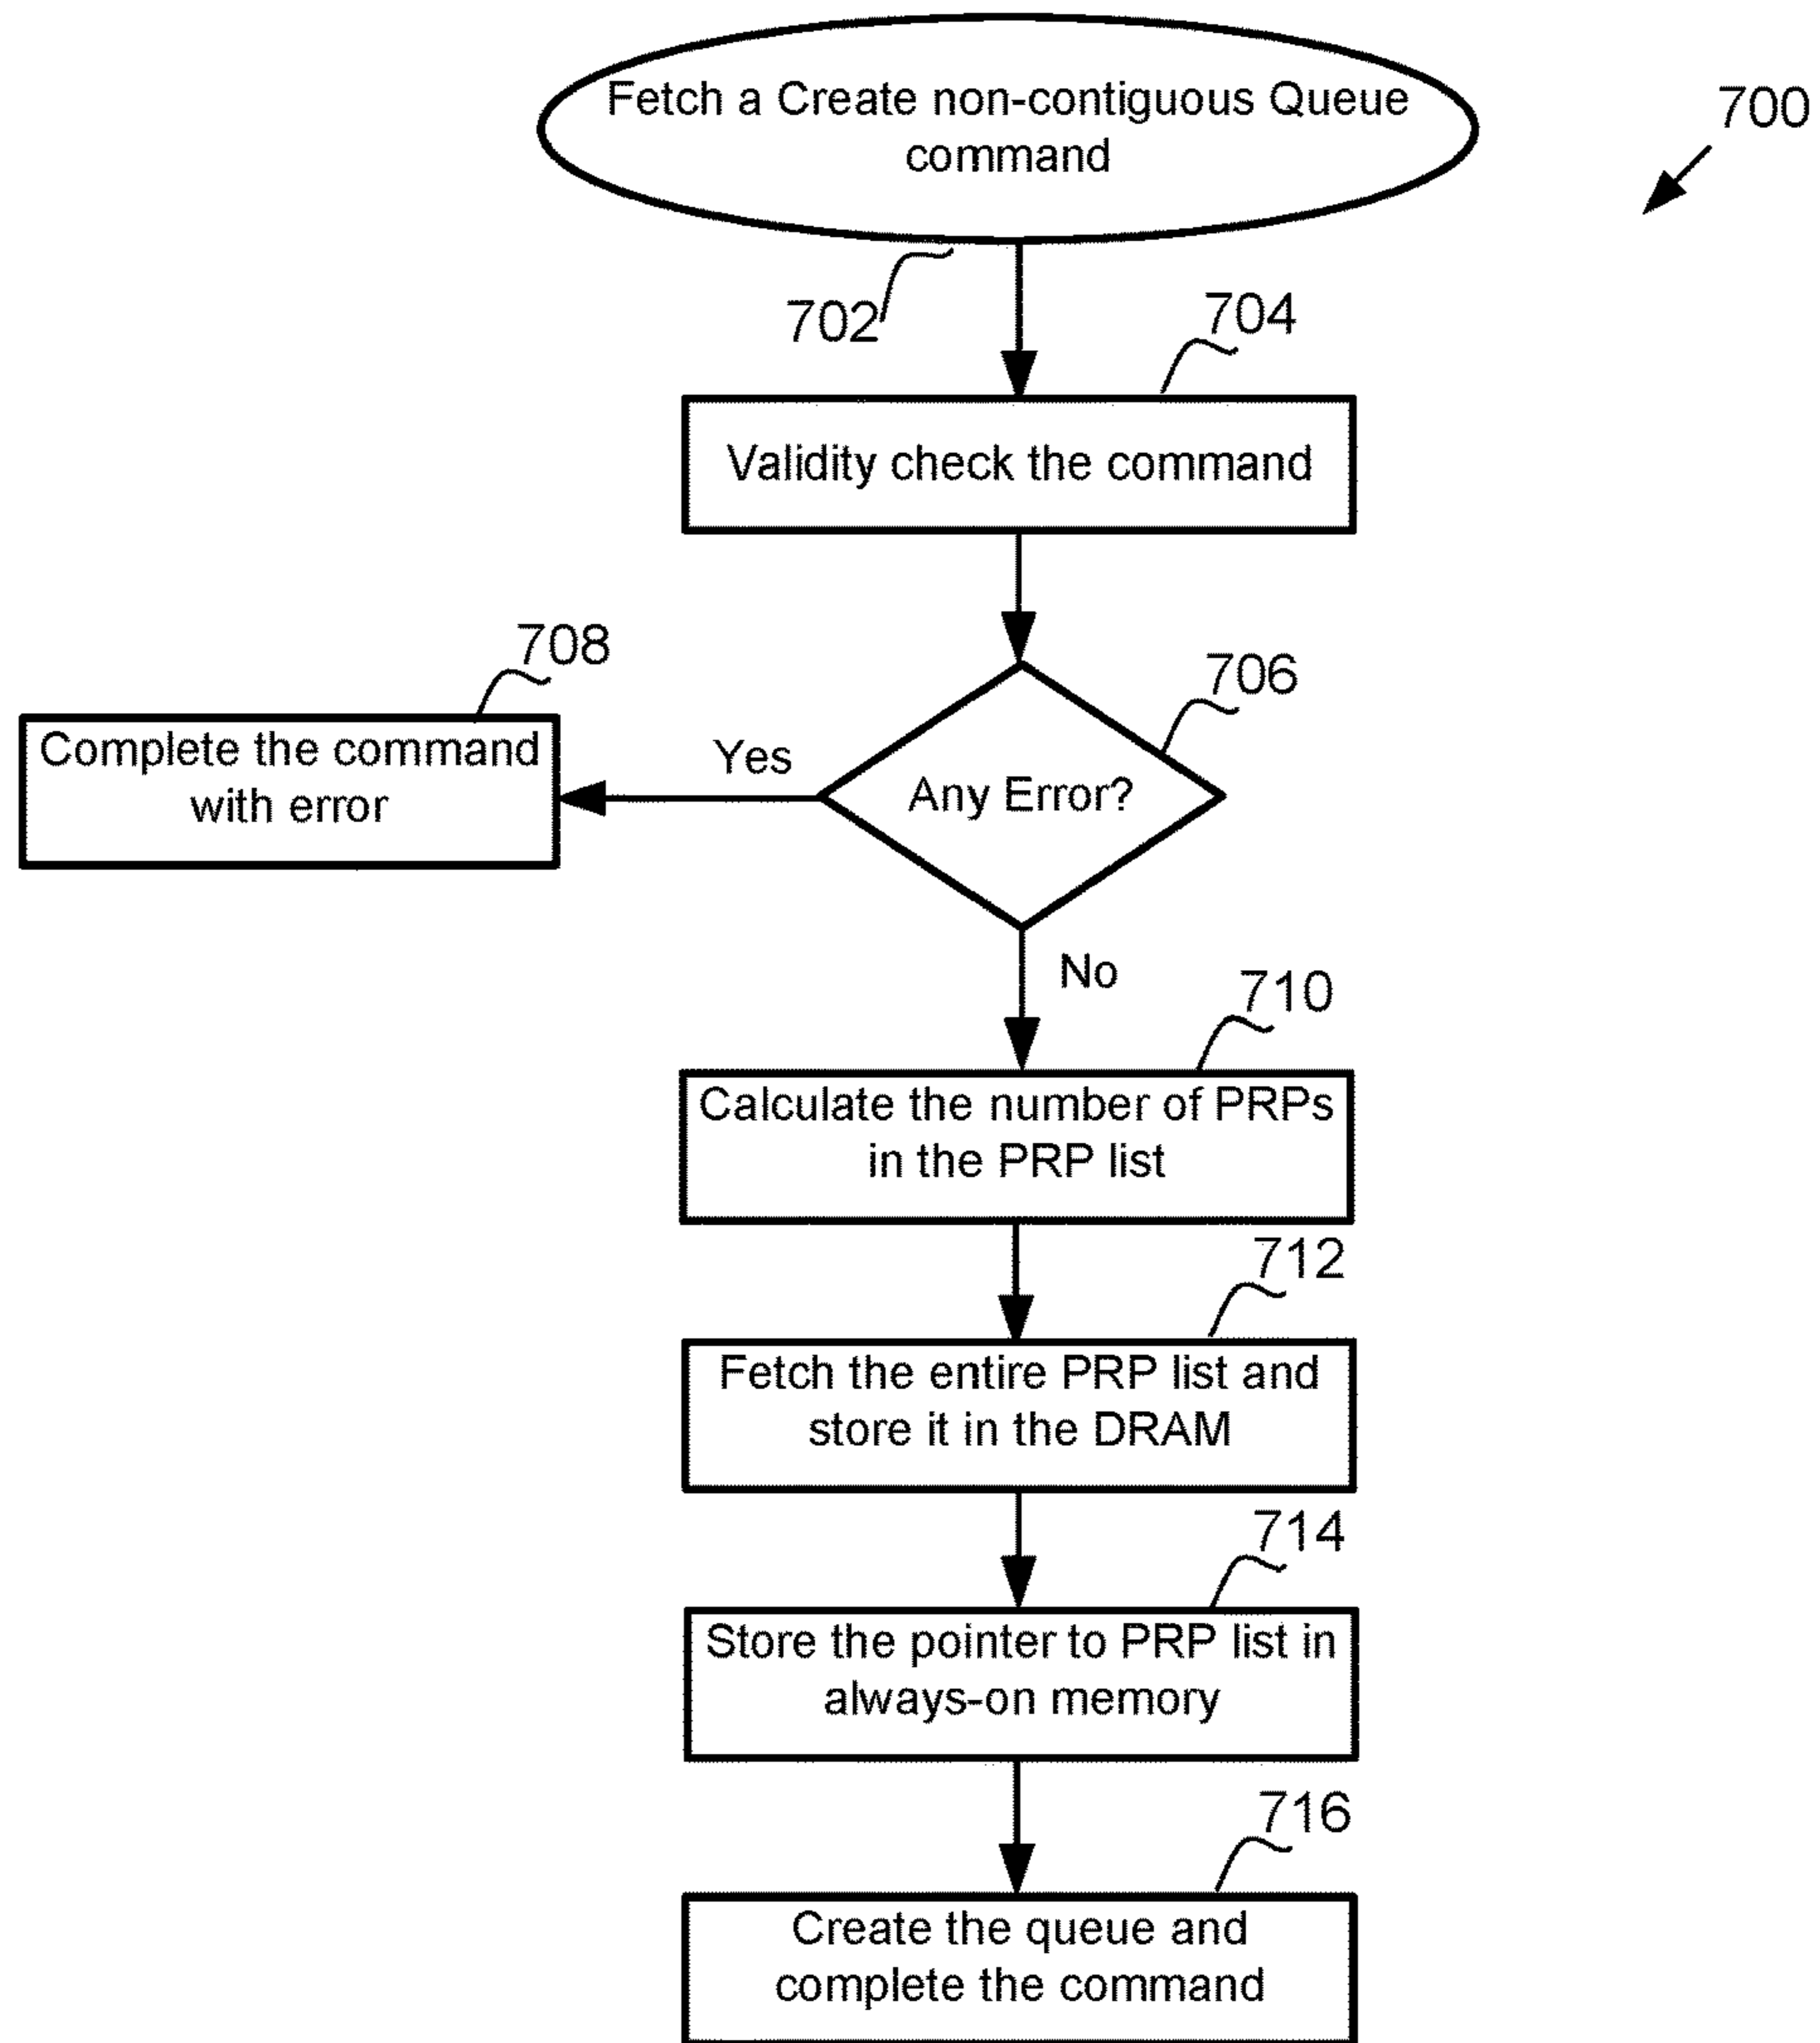 Fetch a Create non-contiguous Queue
command
700
702
704
Validity check the command
708
706
Complete the command
with error
Yes
Any Error?
No
710
Calculate the number of PRPs
in the PRP list
712
Fetch the entire PRP list and
store it in the DRAM
714
Store the pointer to PRP list in
always-on memory
716
Create the queue and
complete the command